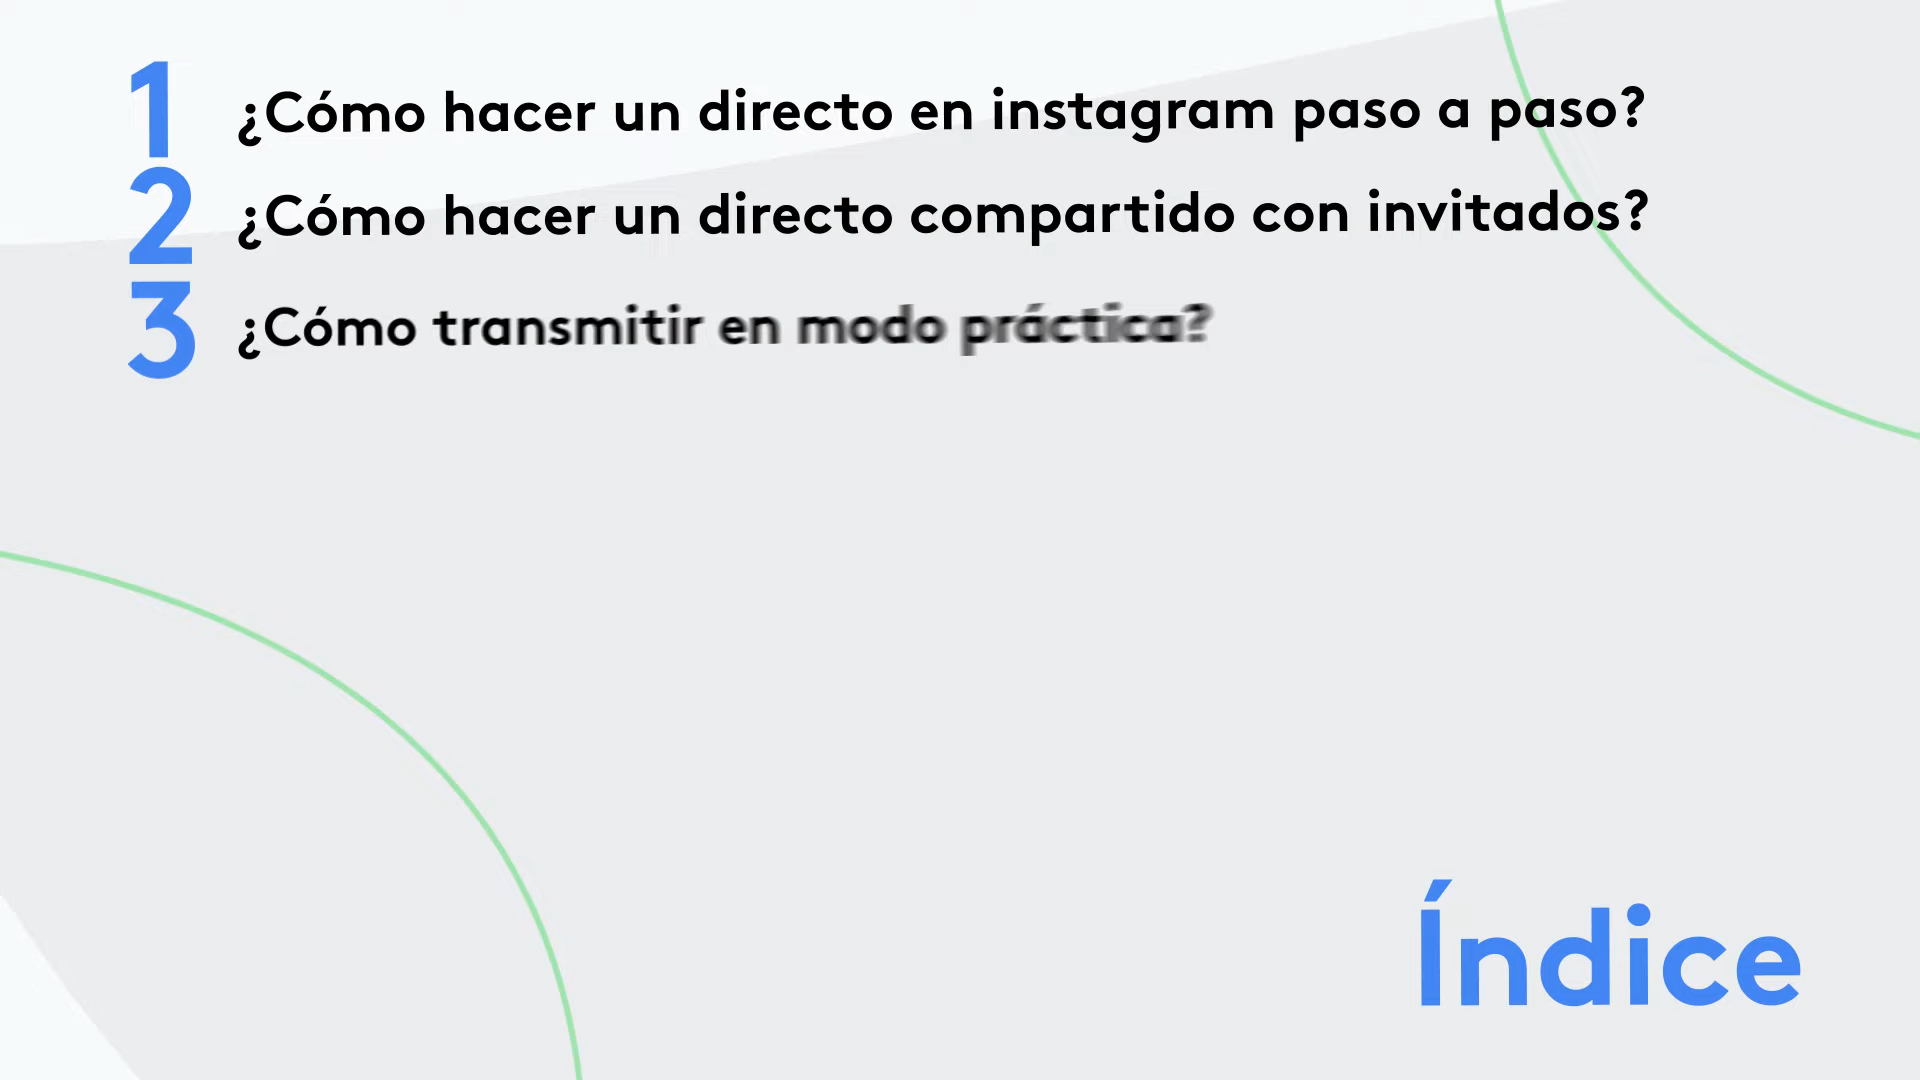 1 ¿Cómo hacer un directo en instagram paso a paso?
2 ¿Cómo hacer un directo compartido con invitados?
3 ¿Cómo transmitir en modo práctica?
Índice